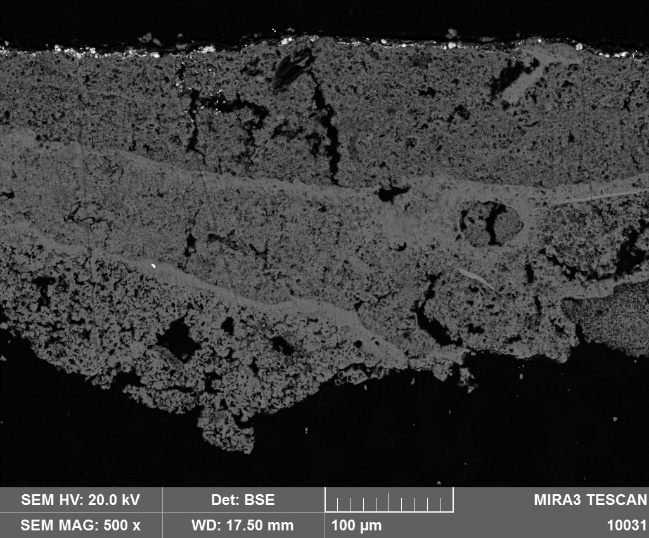 SEM HV: 20.0 kV Det: BSE MIRA3 TESCAN
SEM MAG: 500 x WD: 17.50 mm 100 µm 10031